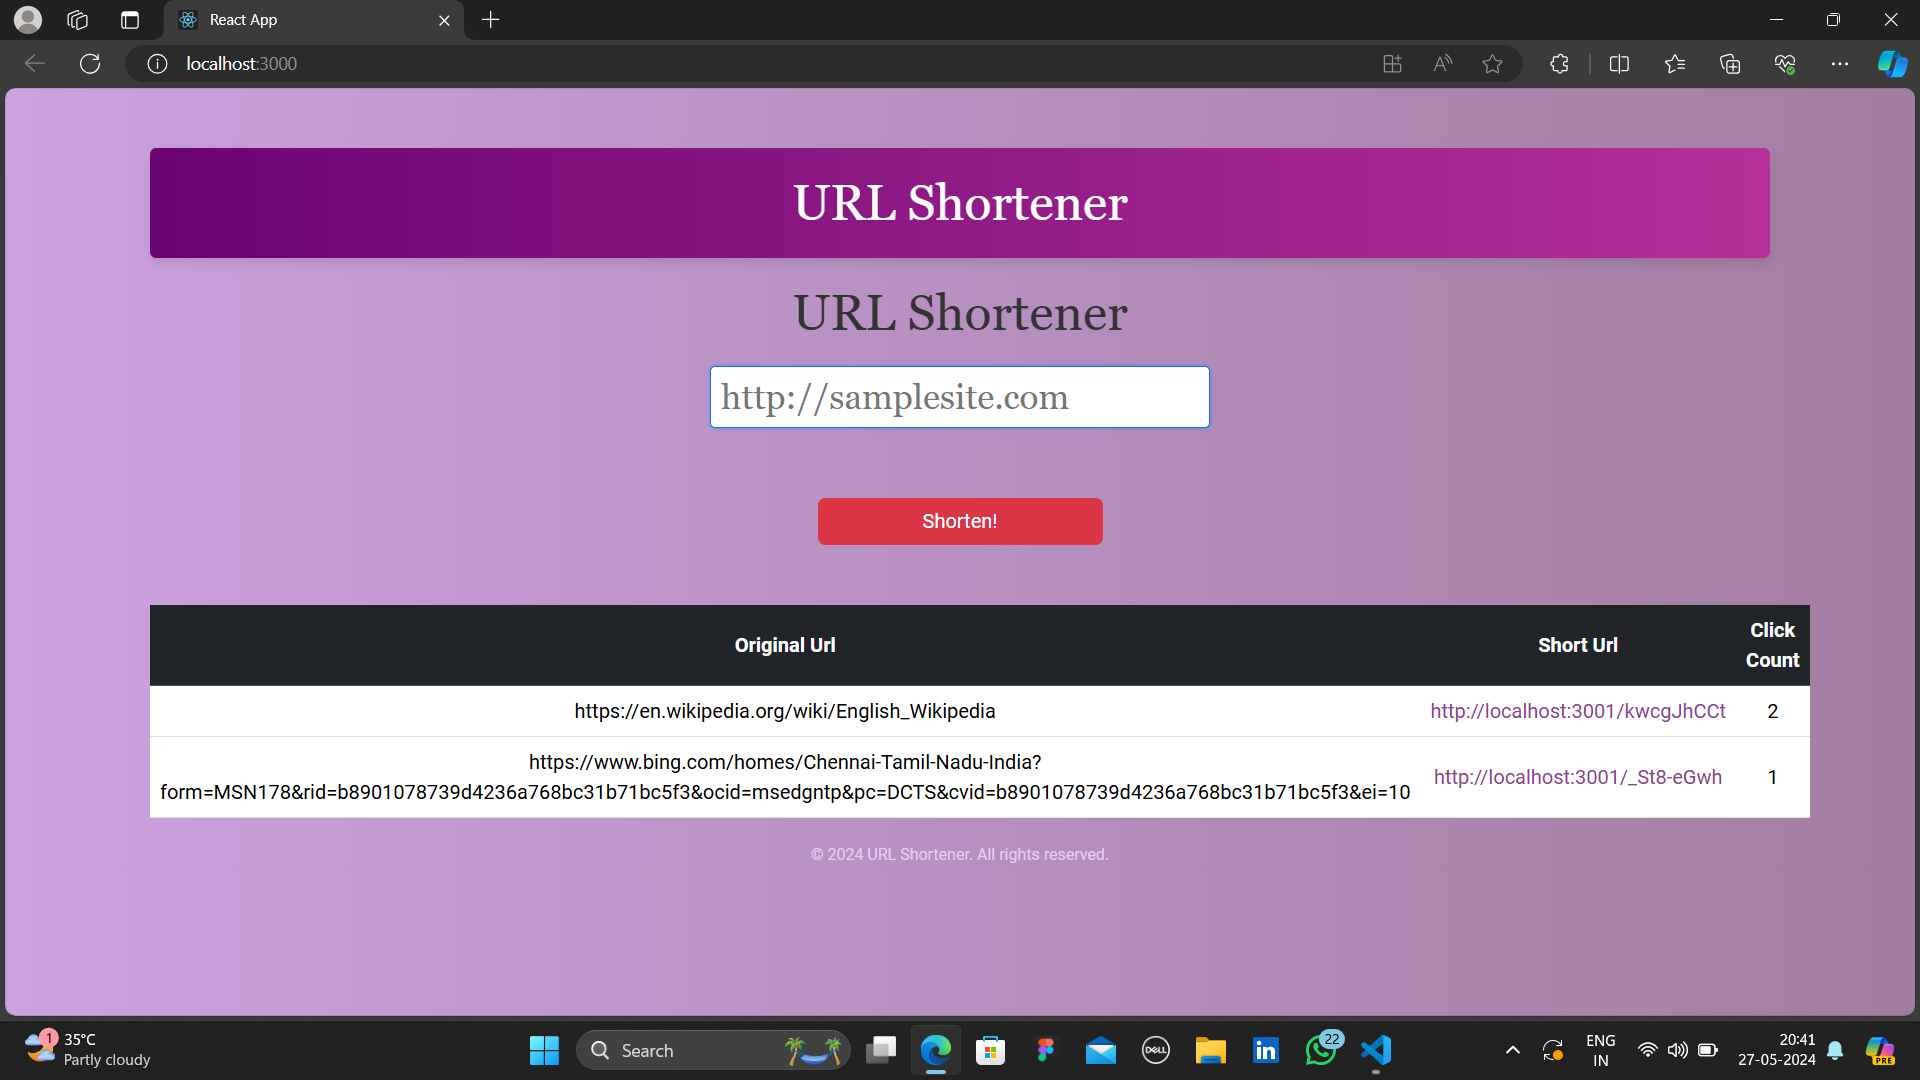 React App
localhost:3000
URL Shortener
URL Shortener
http://samplesite.com
Shorten!
Original Url
Short Url
Click
Count
https://en.wikipedia.org/wiki/English_Wikipedia
http://localhost:3001/kwcgJhCCt
2
https://www.bing.com/homes/Chennai-Tamil-Nadu-India?
form=MSN178&rid=b8901078739d4236a768bc31b71bc5f3&ocid=msedgntp&pc=DCTS&cvid=b8901078739d4236a768bc31b71bc5f3&ei=10
http://localhost:3001/_St8-eGwh
1
© 2024 URL Shortener. All rights reserved.
1
35°C
Partly cloudy
Search
DELL
in
22
ENG
IN
20:41
27-05-2024
PRE